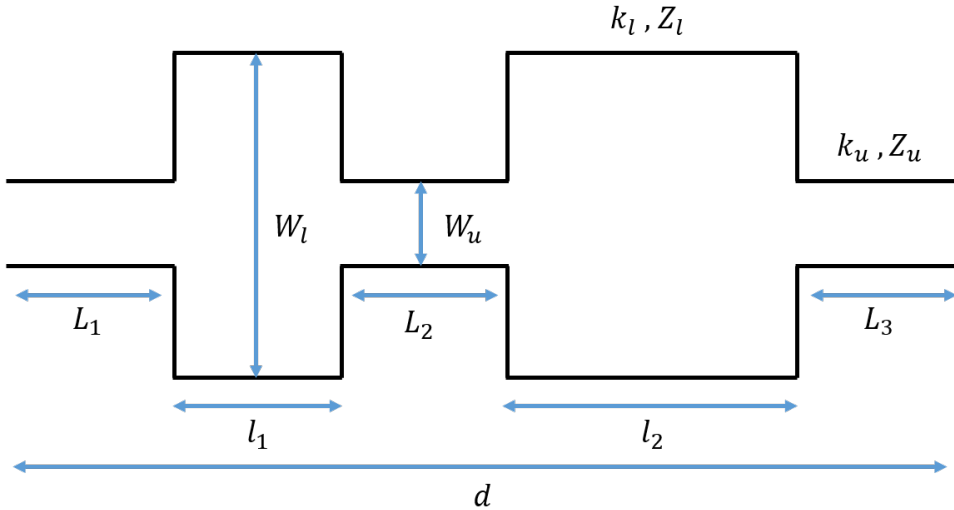 k_l , Z_l
k_u , Z_u
W_l
W_u
L_1
L_2
L_3
l_1
l_2
d